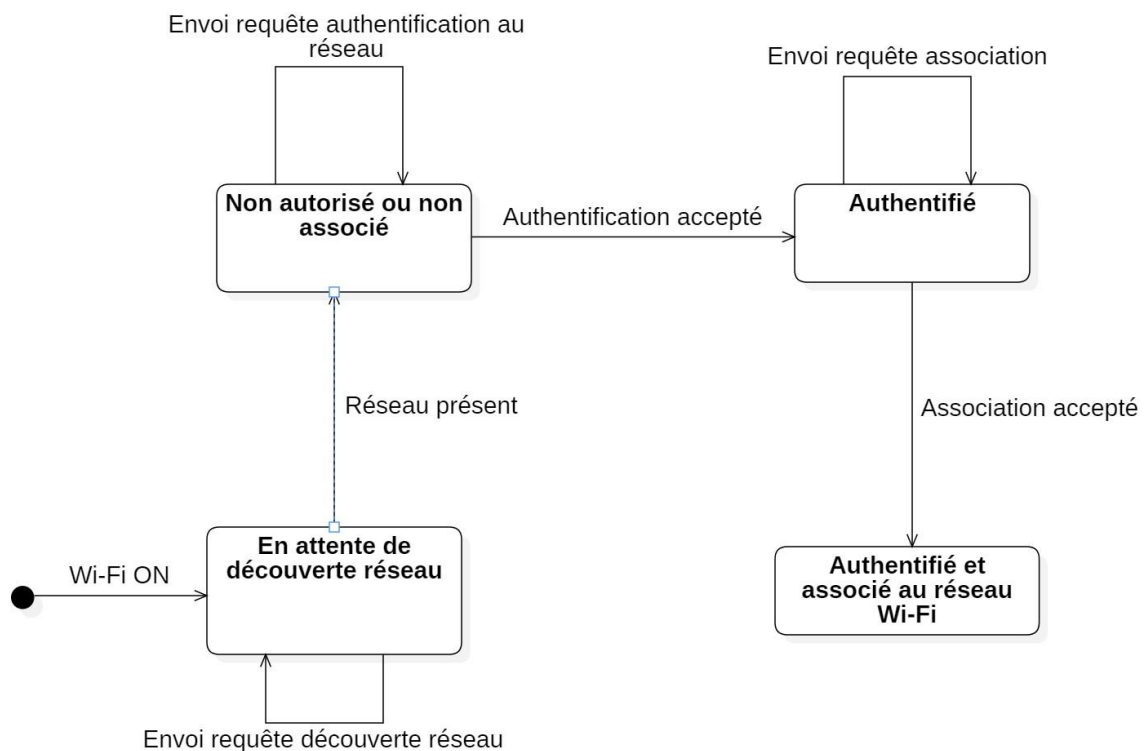 Envoi requête authentification au
réseau
Envoi requête association
Non autorisé ou non
associé
Authentification accepté
Authentifié
Réseau présent
Association accepté
En attente de
découverte réseau
Wi-Fi ON
Authentifié et
associé au réseau
Wi-Fi
Envoi requête découverte réseau